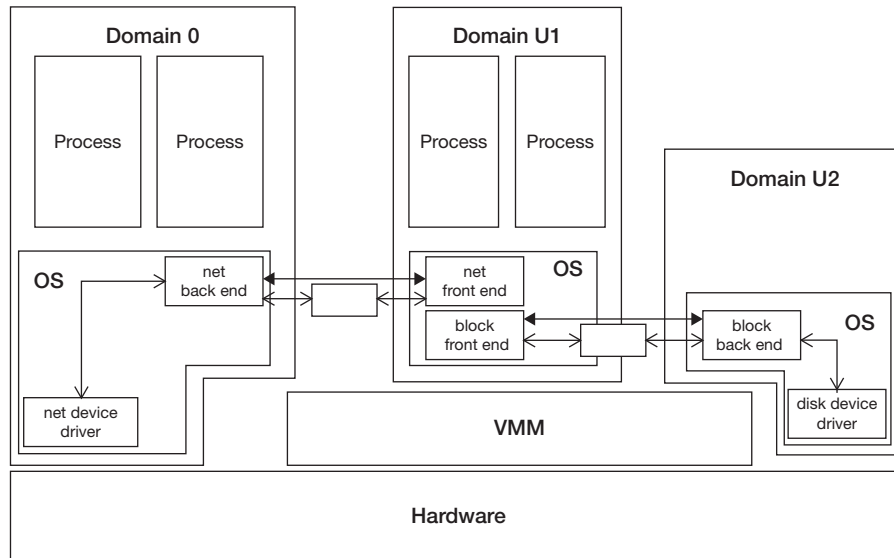 Domain 0
Process
Process
OS
net
back end
net device
driver
Domain U1
Process
Process
OS
net
front end
block
front end
Domain U2
OS
block
back end
disk device
driver
VMM
Hardware